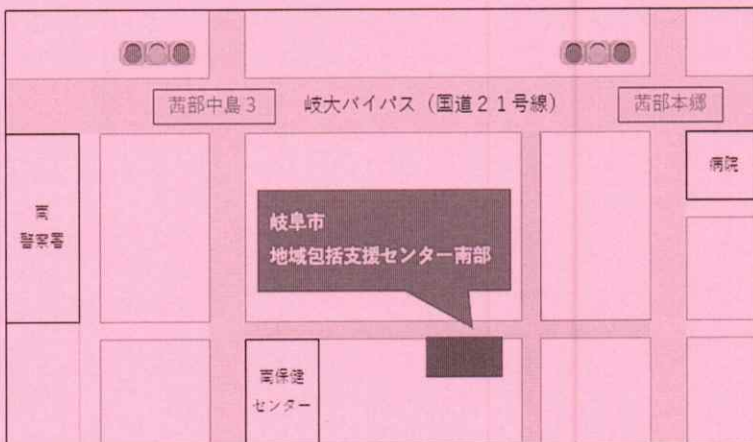 茜部中島3
岐大バイパス（国道21号線）
茜部本郷
病院
南
警察署
岐阜市
地域包括支援センター南部
南保健
センター